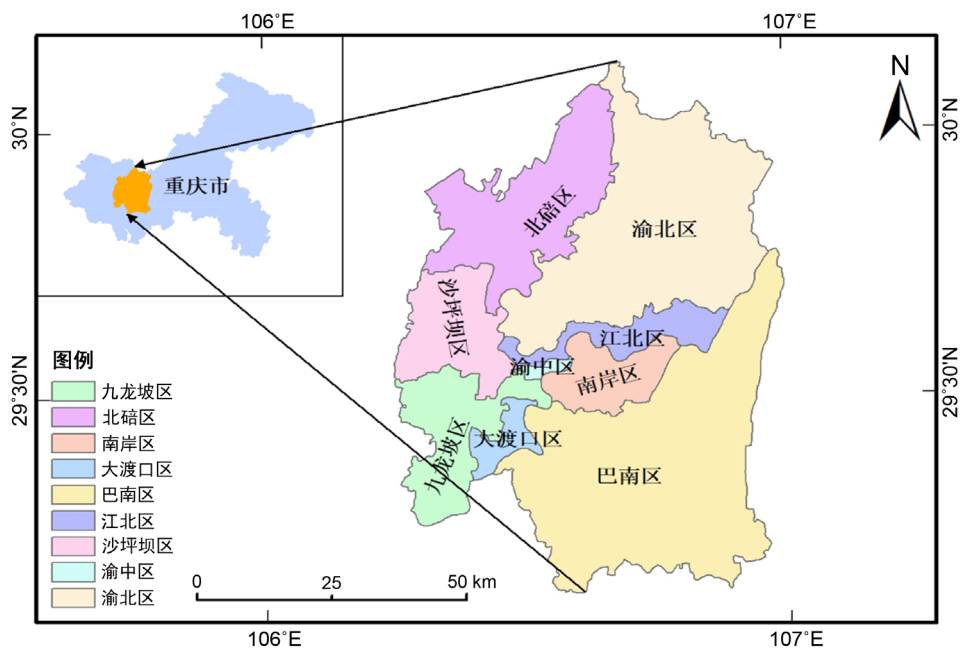 106°E
107°E
N
30°N
30°N
重庆市
北碚区
渝北区
沙坪坝区
江北区
渝中区
南岸区
29°30'N
29°30'N
九龙坡区
大渡口区
巴南区
图例
九龙坡区
北碚区
南岸区
大渡口区
巴南区
江北区
沙坪坝区
渝中区
渝北区
0 25 50 km
106°E
107°E